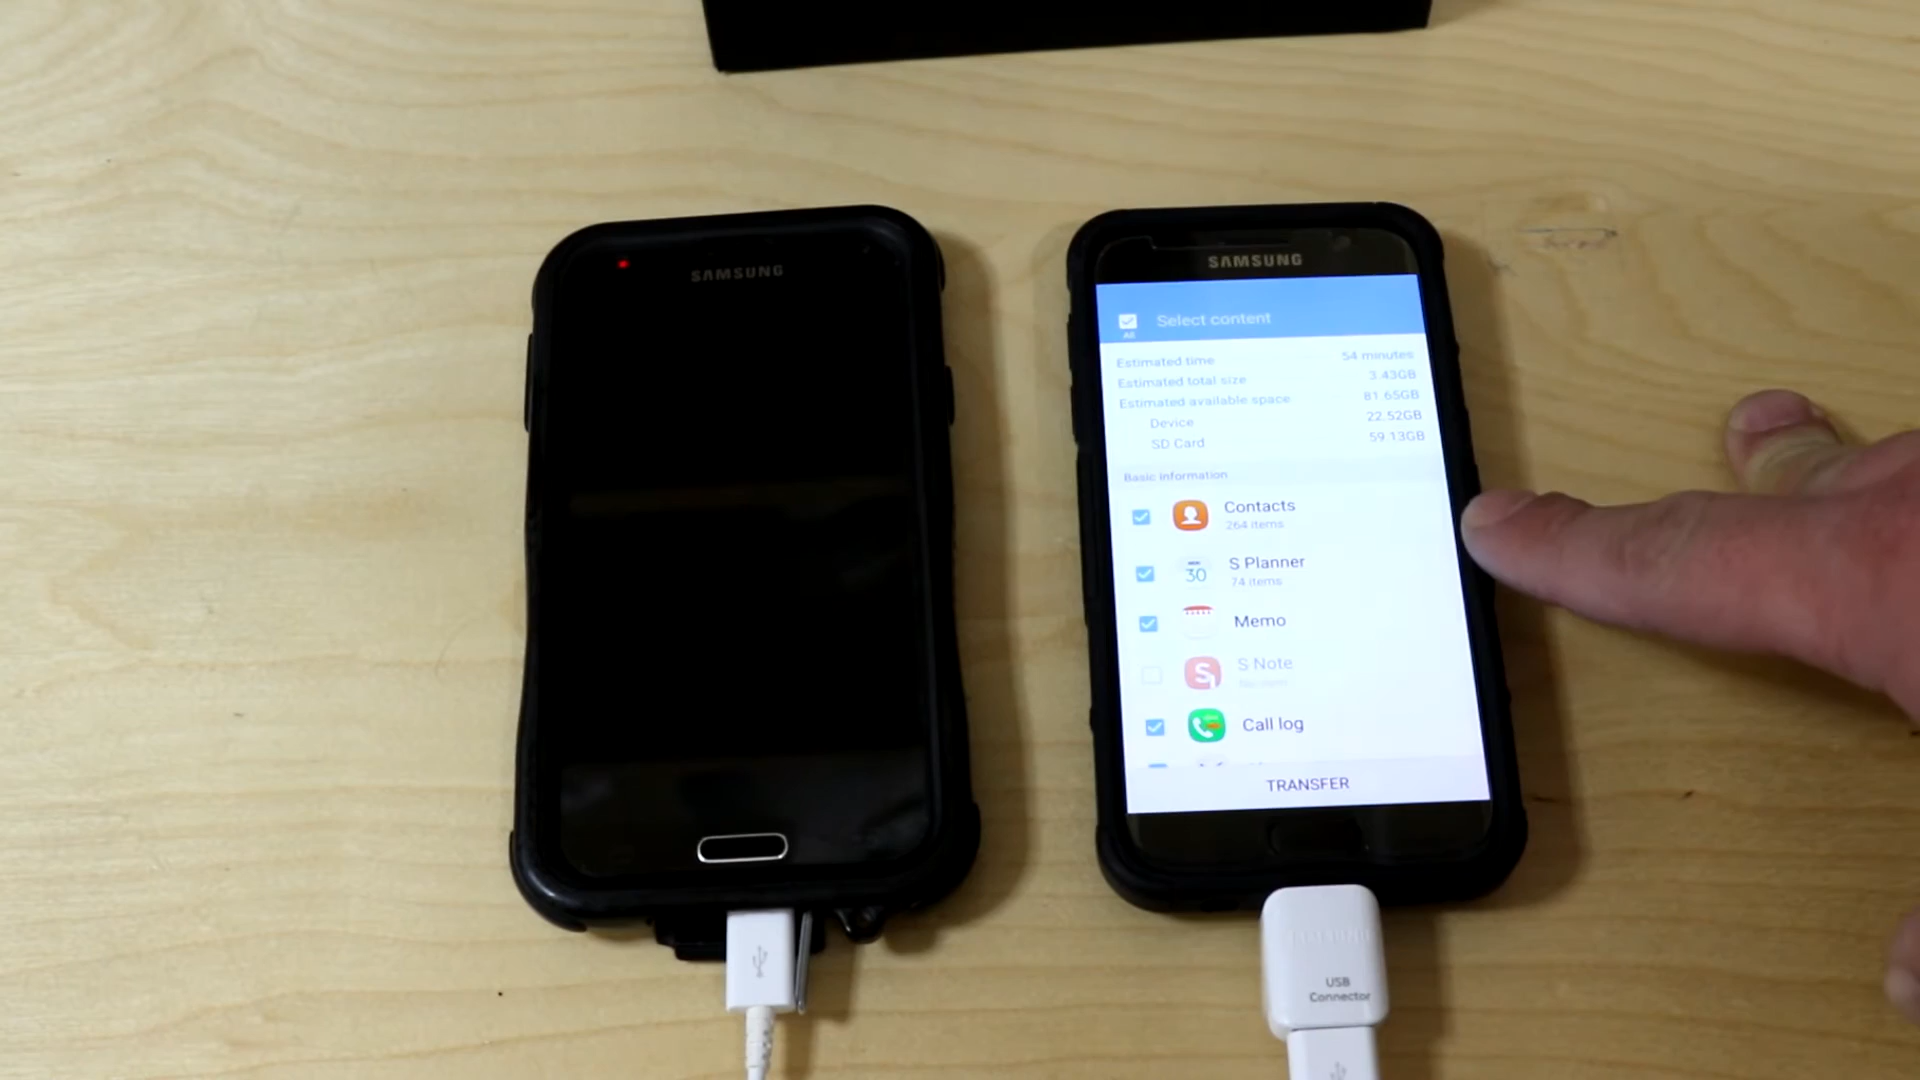 SAMSUNG
SAMSUNG
All
Select content
Estimated time 54 minutes
Estimated total size 3.43GB
Estimated available space 81.65GB
Device 22.52GB
SD Card 59.13GB
Basic information
Contacts
264 items
S Planner
30
74 items
Memo
S Note
S
Call log
TRANSFER
SAMSUNG
USB
Connector